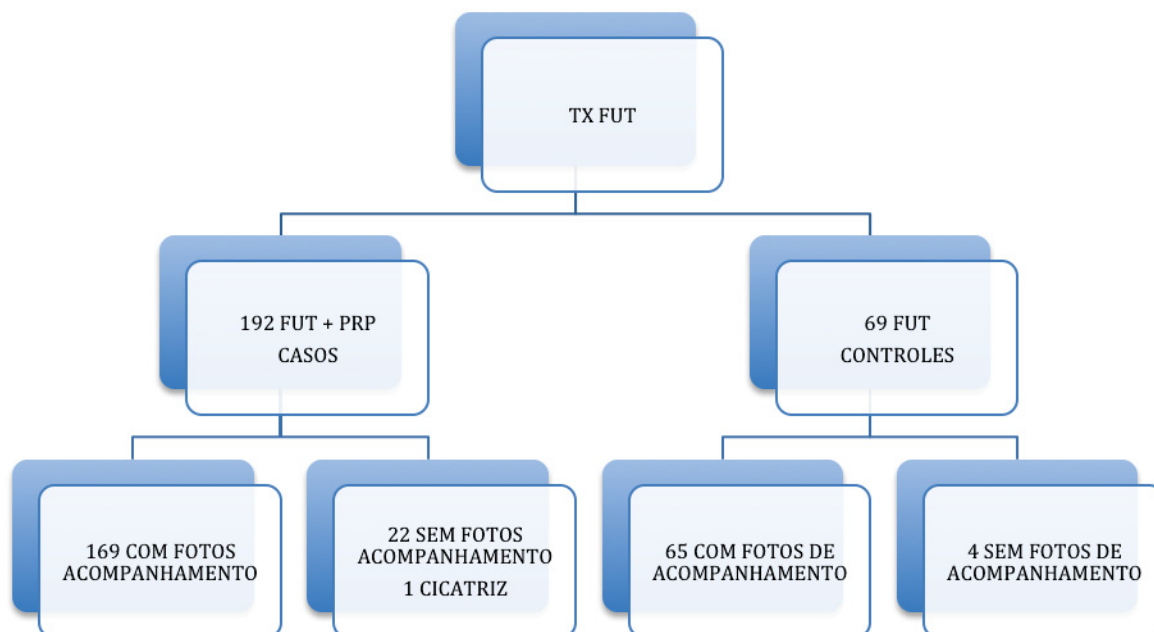 TX FUT
192 FUT + PRP
CASOS
69 FUT
CONTROLES
169 COM FOTOS
ACOMPANHAMENTO
22 SEM FOTOS
ACOMPANHAMENTO
1 CICATRIZ
65 COM FOTOS DE
ACOMPANHAMENTO
4 SEM FOTOS DE
ACOMPANHAMENTO